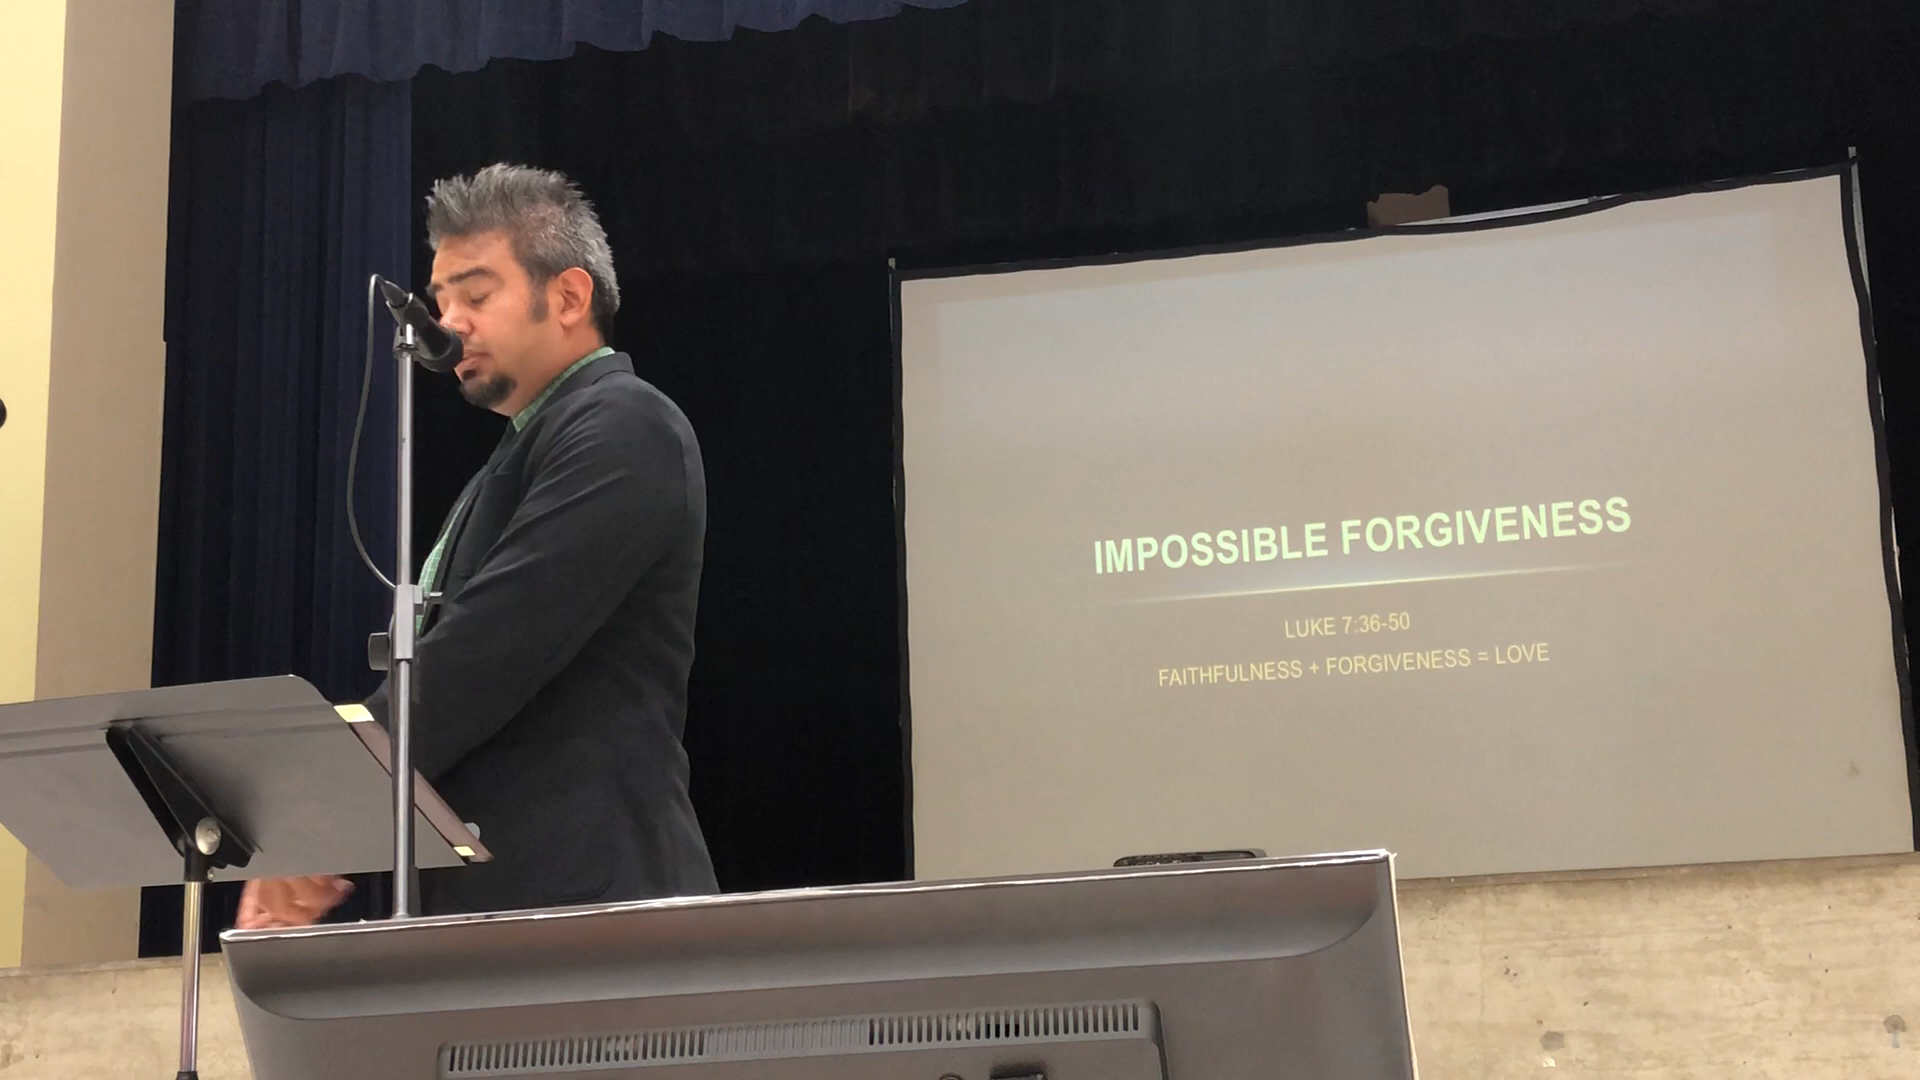 IMPOSSIBLE FORGIVENESS
LUKE 7:36-50
FAITHFULNESS + FORGIVENESS = LOVE